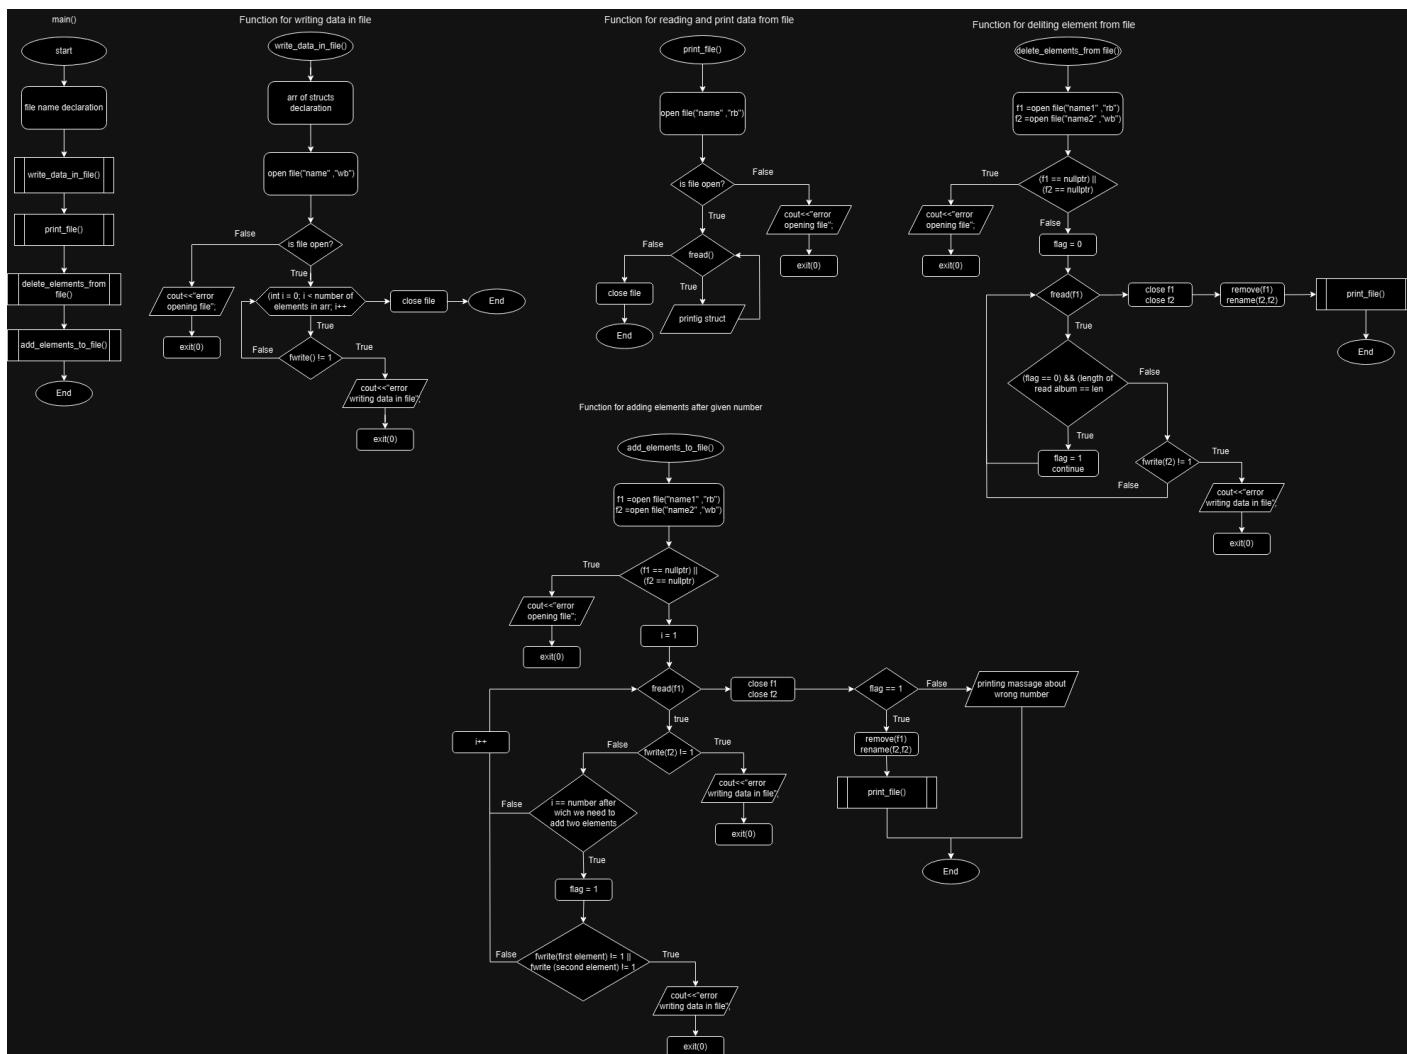 main()
start
file name declaration
write_data_in_file()
print_file()
delete_elements_from
file()
add_elements_to_file()
End
Function for writing data in file
write_data_in_file()
arr of structs
declaration
open file("name" ,"wb")
is file open?
False
True
cout<<"error
opening file";
exit(0)
(int i = 0; i < number of
elements in arr; i++
close file
End
True
False
fwrite() != 1
True
cout<<"error
writing data in file";
exit(0)
Function for reading and print data from file
print_file()
open file("name" ,"rb")
is file open?
False
True
cout<<"error
opening file";
exit(0)
False
fread()
True
close file
printig struct
End
Function for deliting element from file
delete_elements_from file()
f1 =open file("name1" ,"rb")
f2 =open file("name2" ,"wb")
True
(f1 == nullptr) ||
(f2 == nullptr)
cout<<"error
opening file";
exit(0)
False
flag = 0
fread(f1)
close f1
close f2
remove(f1)
rename(f2,f2)
print_file()
End
True
(flag == 0) && (length of
read album == len
False
True
flag = 1
continue
fwrite(f2) != 1
True
False
cout<<"error
writing data in file";
exit(0)
Function for adding elements after given number
add_elements_to_file()
f1 =open file("name1" ,"rb")
f2 =open file("name2" ,"wb")
True
(f1 == nullptr) ||
(f2 == nullptr)
cout<<"error
opening file";
exit(0)
i = 1
fread(f1)
close f1
close f2
flag == 1
False
printing massage about
wrong number
True
remove(f1)
rename(f2,f2)
print_file()
End
true
i++
False
fwrite(f2) != 1
True
cout<<"error
writing data in file";
exit(0)
False
i == number after
wich we need to
add two elements
True
flag = 1
False
fwrite(first element) != 1 ||
fwrite (second element) != 1
True
cout<<"error
writing data in file";
exit(0)